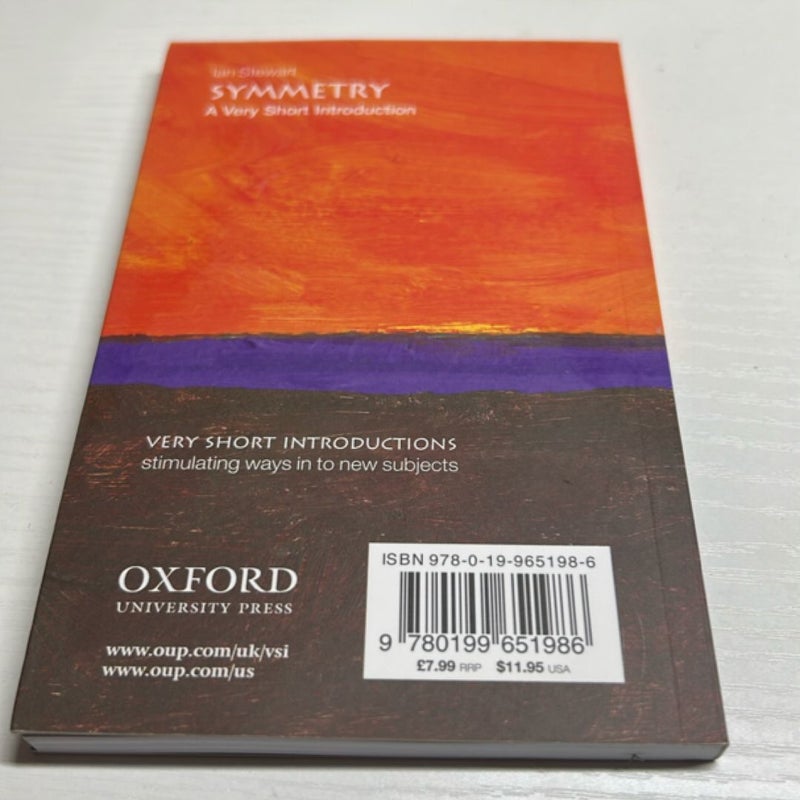 Ian Stewart
SYMMETRY
A Very Short Introduction
VERY SHORT INTRODUCTIONS
stimulating ways in to new subjects
OXFORD
UNIVERSITY PRESS
www.oup.com/uk/vsi
www.oup.com/us
ISBN 978-0-19-965198-6
9 780199 651986
£7.99 RRP $11.95 USA